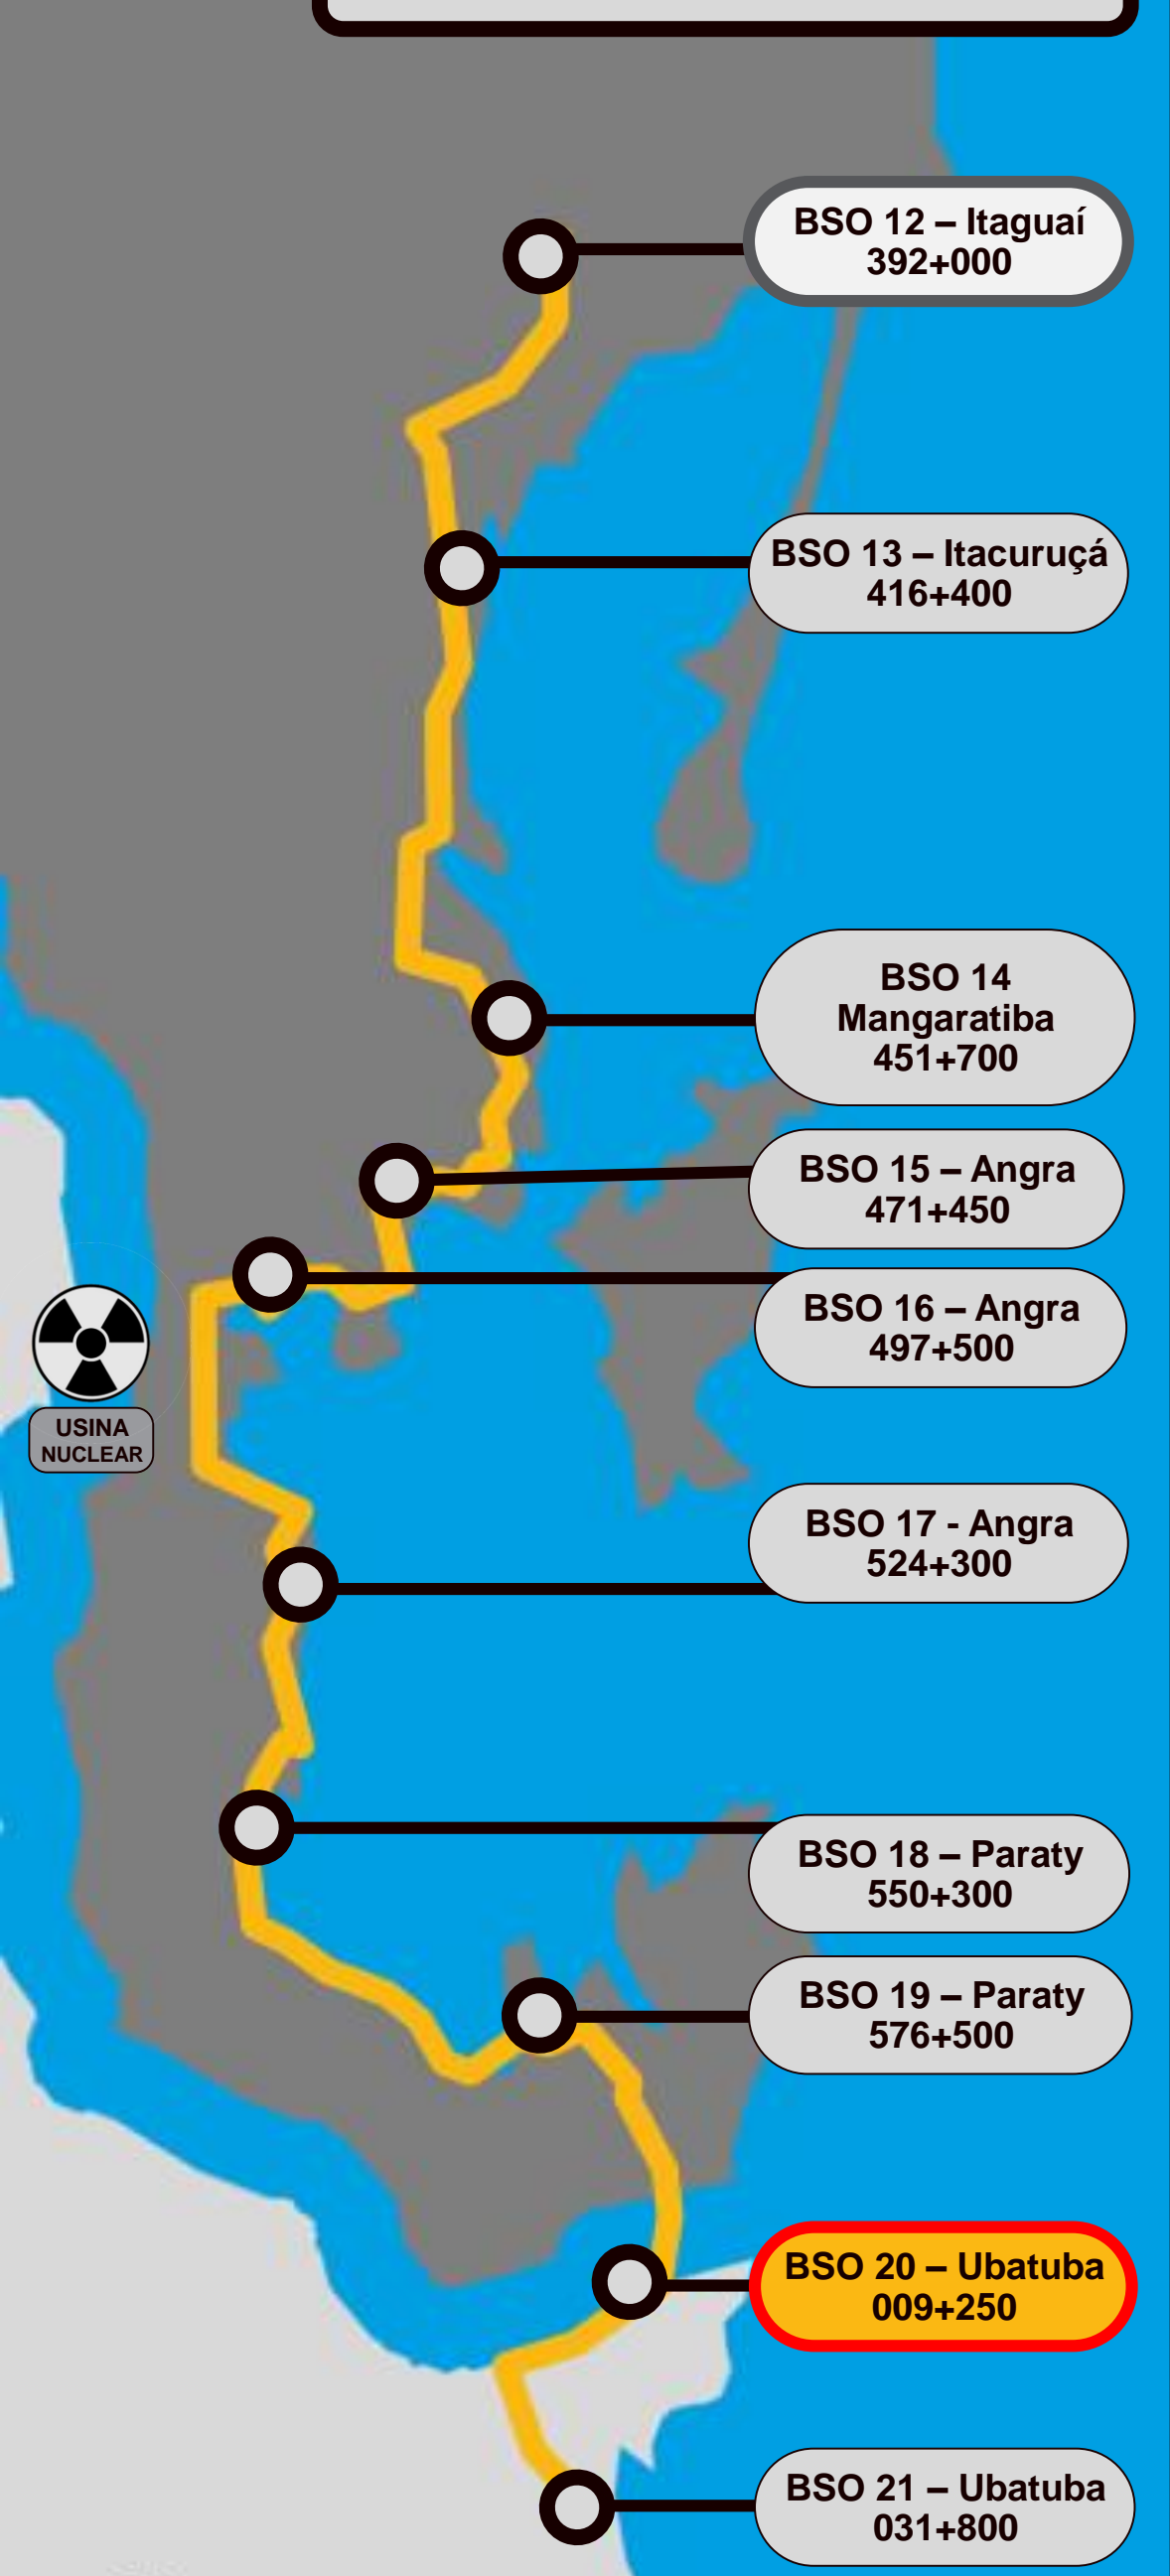 BSO 12 – Itaguaí
392+000
BSO 13 – Itacuruçá
416+400
BSO 14
Mangaratiba
451+700
BSO 15 – Angra
471+450
BSO 16 – Angra
497+500
USINA
NUCLEAR
BSO 17 - Angra
524+300
BSO 18 – Paraty
550+300
BSO 19 – Paraty
576+500
BSO 20 – Ubatuba
009+250
BSO 21 – Ubatuba
031+800